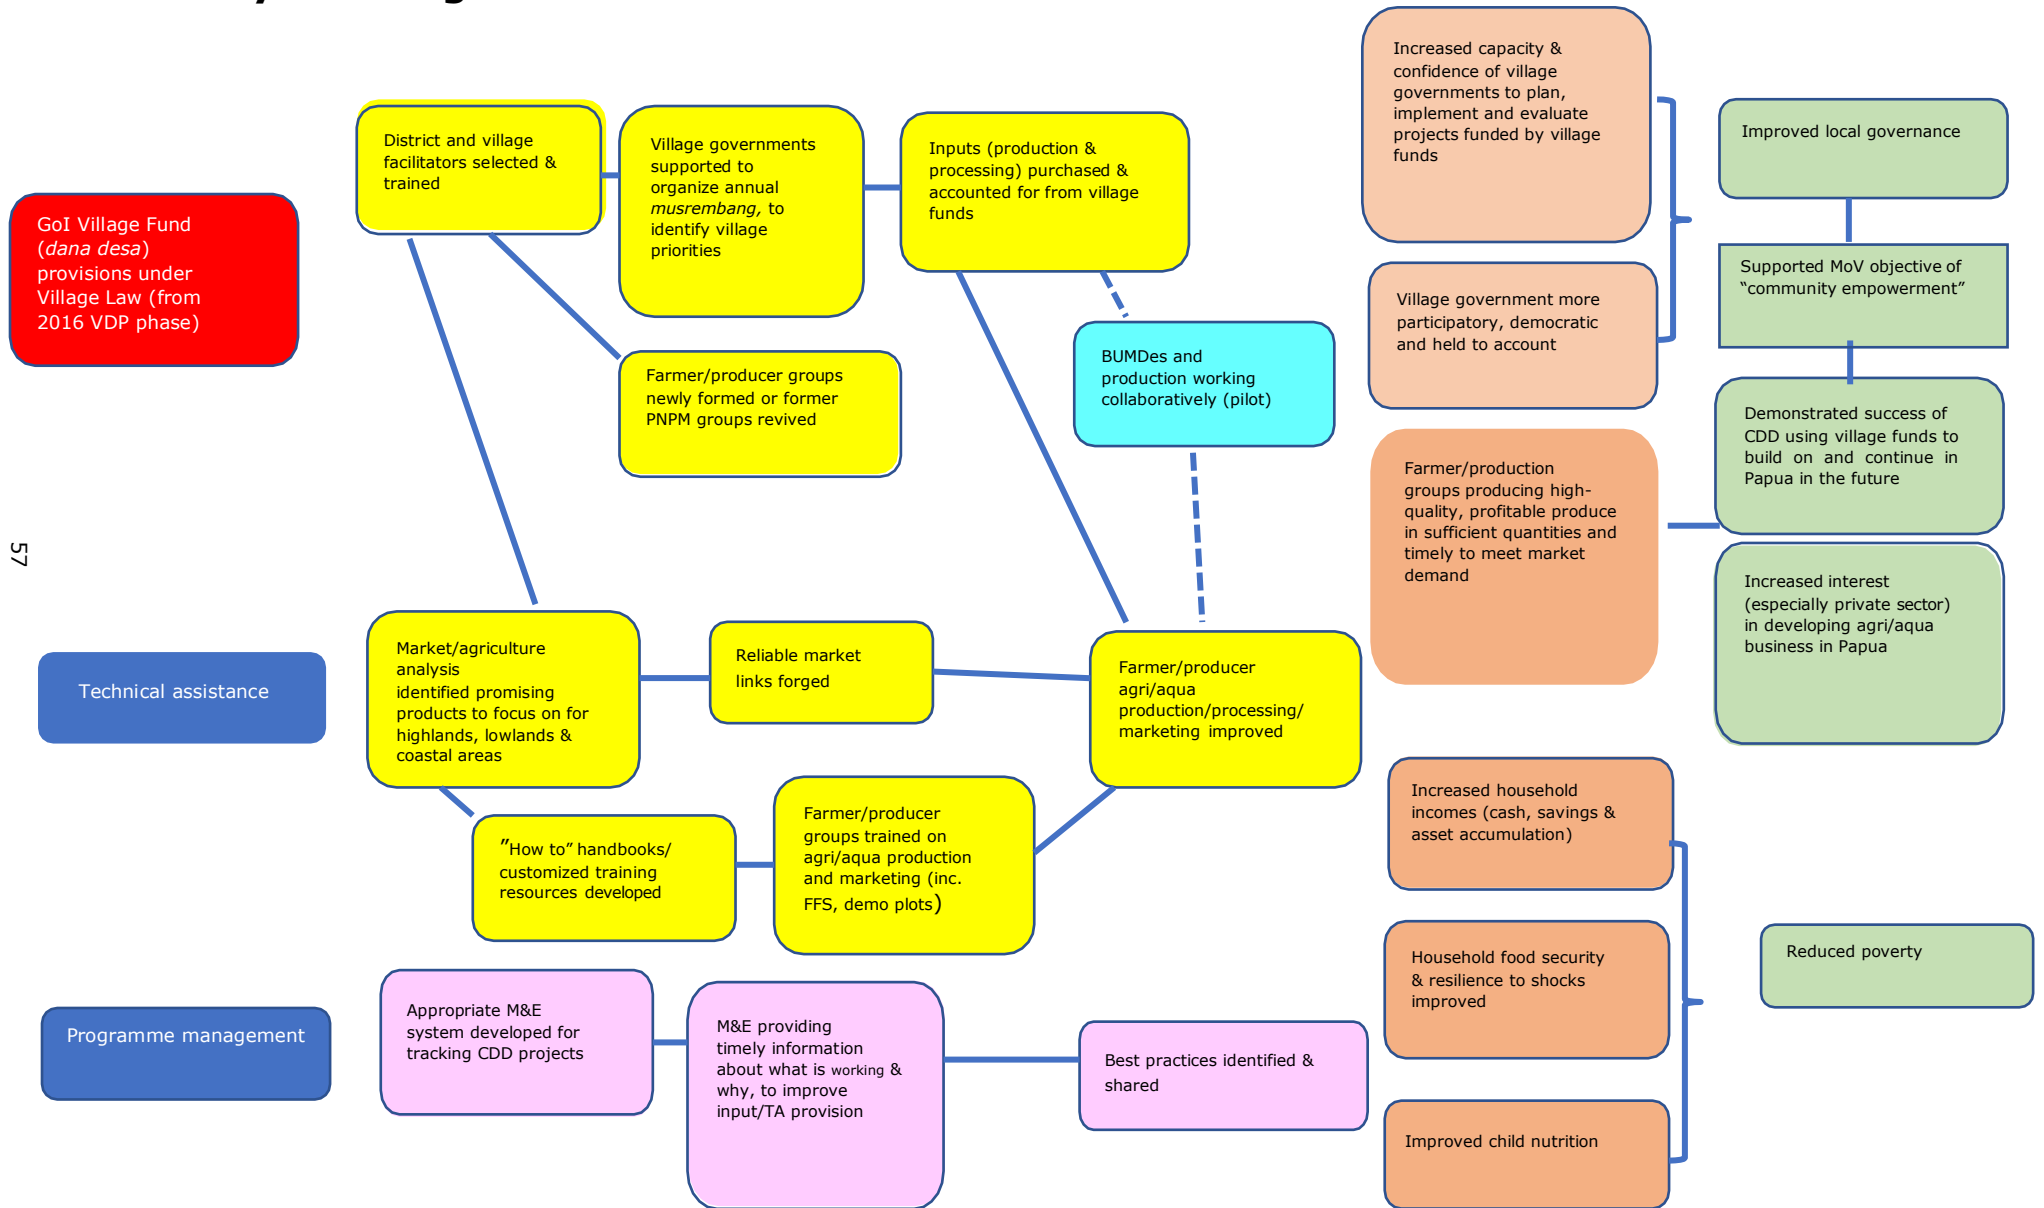 GoI Village Fund
(dana desa)
provisions under
Village Law (from
2016 VDP phase)
Technical assistance
Programme management
57
District and village
facilitators selected &
trained
Village governments
supported to
organize annual
musrembang, to
identify village
priorities
Inputs (production &
processing) purchased &
accounted for from village
funds
Farmer/producer groups
newly formed or former
PNPM groups revived
BUMDes and
production working
collaboratively (pilot)
Market/agriculture
analysis
identified promising
products to focus on for
highlands, lowlands &
coastal areas
Reliable market
links forged
Farmer/producer
agri/aqua
production/processing/
marketing improved
"How to” handbooks/
customized training
resources developed
Farmer/producer
groups trained on
agri/aqua production
and marketing (inc.
FFS, demo plots)
Appropriate M&E
system developed for
tracking CDD projects
M&E providing
timely information
about what is working &
why, to improve
input/TA provision
Best practices identified &
shared
Increased capacity &
confidence of village
governments to plan,
implement and evaluate
projects funded by village
funds
Village government more
participatory, democratic
and held to account
Farmer/production
groups producing high-
quality, profitable produce
in sufficient quantities and
timely to meet market
demand
Increased household
incomes (cash, savings &
asset accumulation)
Household food security
& resilience to shocks
improved
Improved child nutrition
Improved local governance
Supported MoV objective of
“community empowerment”
Demonstrated success of
CDD using village funds to
build on and continue in
Papua in the future
Increased interest
(especially private sector)
in developing agri/aqua
business in Papua
Reduced poverty